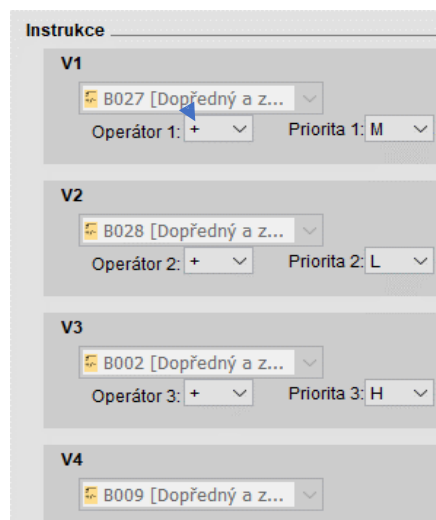 Instrukce
V1
B027 [Dopředný a z...
Operátor 1: + Priorita 1: M
V2
B028 [Dopředný a z...
Operátor 2: + Priorita 2: L
V3
B002 [Dopředný a z...
Operátor 3: + Priorita 3: H
V4
B009 [Dopředný a z...